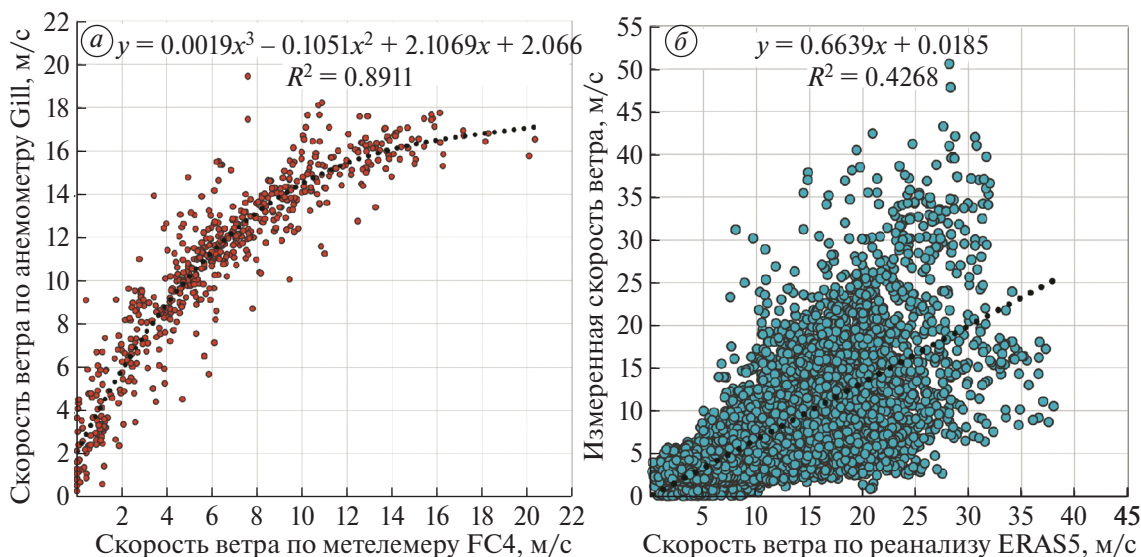 а
y = 0.0019x³ – 0.1051x² + 2.1069x + 2.066
R² = 0.8911
Скорость ветра по анемометру Gill, м/с
22
20
18
16
14
12
10
8
6
4
2
0
2 4 6 8 10 12 14 16 18 20 22
Скорость ветра по метелемеру FC4, м/с
б
y = 0.6639x + 0.0185
R² = 0.4268
Измеренная скорость ветра, м/с
55
50
45
40
35
30
25
20
15
10
5
0
5 10 15 20 25 30 35 40 45
Скорость ветра по реанализу ERAS5, м/с